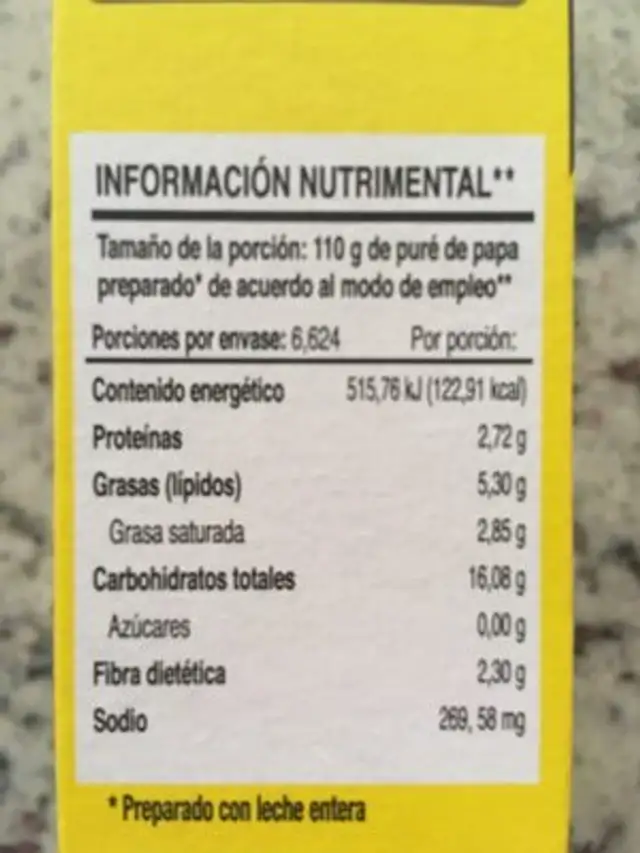 INFORMACIÓN NUTRIMENTAL**
Tamaño de la porción: 110 g de puré de papa
preparado* de acuerdo al modo de empleo**
Porciones por envase: 6,624 Por porción:
Contenido energético 515,76 kJ (122,91 kcal)
Proteínas 2,72 g
Grasas (lípidos) 5,30 g
Grasa saturada 2,85 g
Carbohidratos totales 16,08 g
Azúcares 0,00 g
Fibra dietética 2,30 g
Sodio 269, 58 mg
* Preparado con leche entera